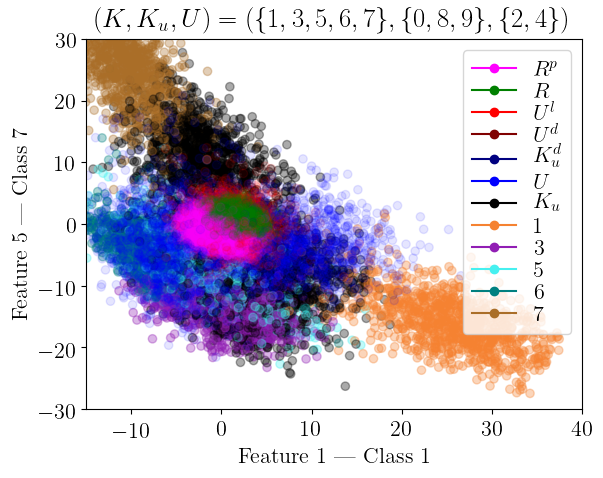 (K, K_u, U) = ({1, 3, 5, 6, 7}, {0, 8, 9}, {2, 4})
30
20
10
0
−10
−20
−30
Feature 5 — Class 7
R^p
R
U^l
U^d
K_u^d
U
K_u
1
3
5
6
7
−10
0
10
20
30
40
Feature 1 — Class 1